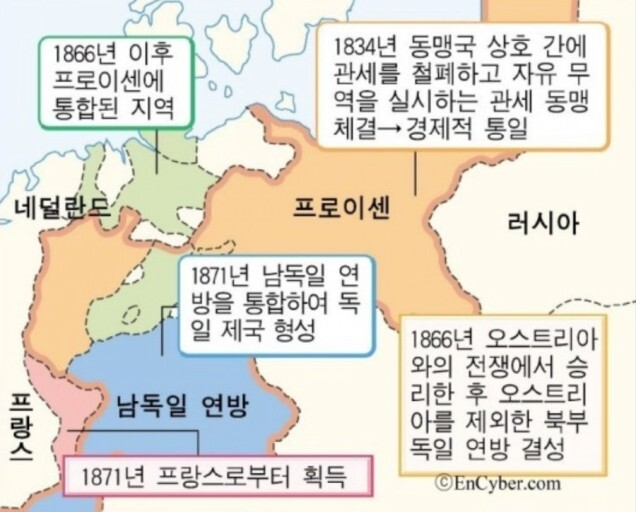 1866년 이후
프로이센에
통합된 지역
1834년 동맹국 상호 간에
관세를 철폐하고 자유 무
역을 실시하는 관세 동맹
체결→경제적 통일
네덜란드
프로이센
러시아
1871년 남독일 연
방을 통합하여 독
일 제국 형성
1866년 오스트리아
와의 전쟁에서 승
리한 후 오스트리
아를 제외한 북부
독일 연방 결성
프랑스
남독일 연방
1871년 프랑스로부터 획득
©EnCyber.com